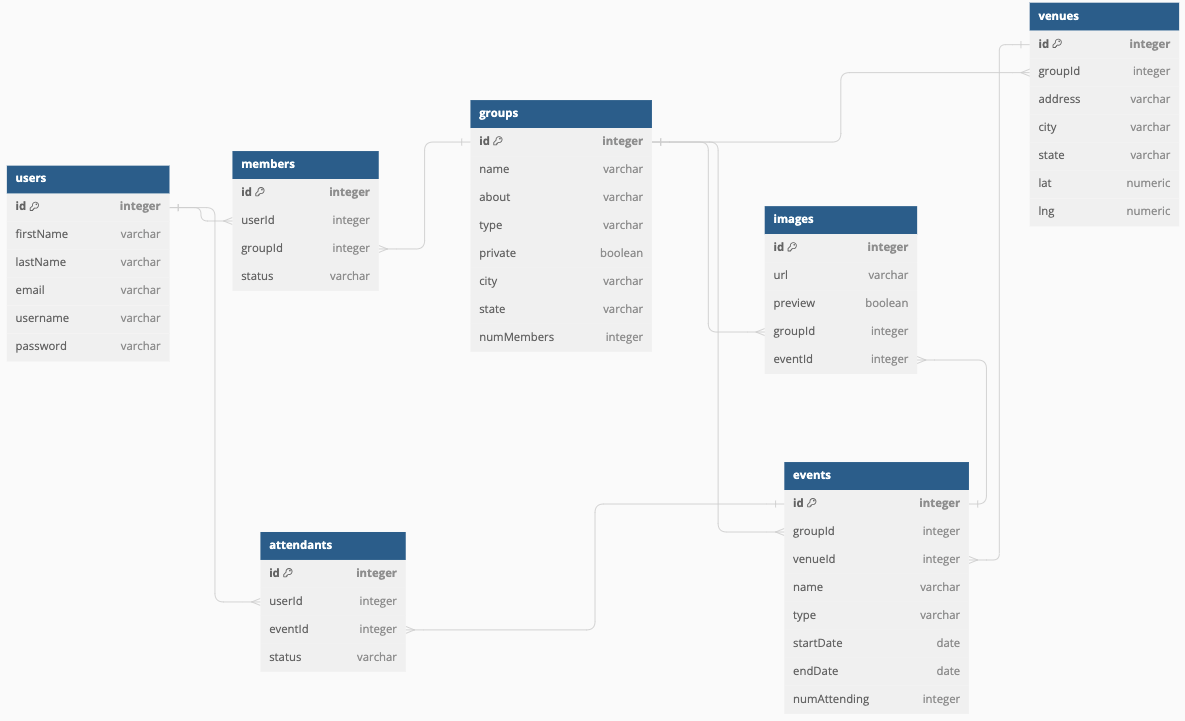 users
id integer
firstName varchar
lastName varchar
email varchar
username varchar
password varchar
members
id integer
userId integer
groupId integer
status varchar
groups
id integer
name varchar
about varchar
type varchar
private boolean
city varchar
state varchar
numMembers integer
images
id integer
url varchar
preview boolean
groupId integer
eventId integer
venues
id integer
groupId integer
address varchar
city varchar
state varchar
lat numeric
lng numeric
attendants
id integer
userId integer
eventId integer
status varchar
events
id integer
groupId integer
venueId integer
name varchar
type varchar
startDate date
endDate date
numAttending integer